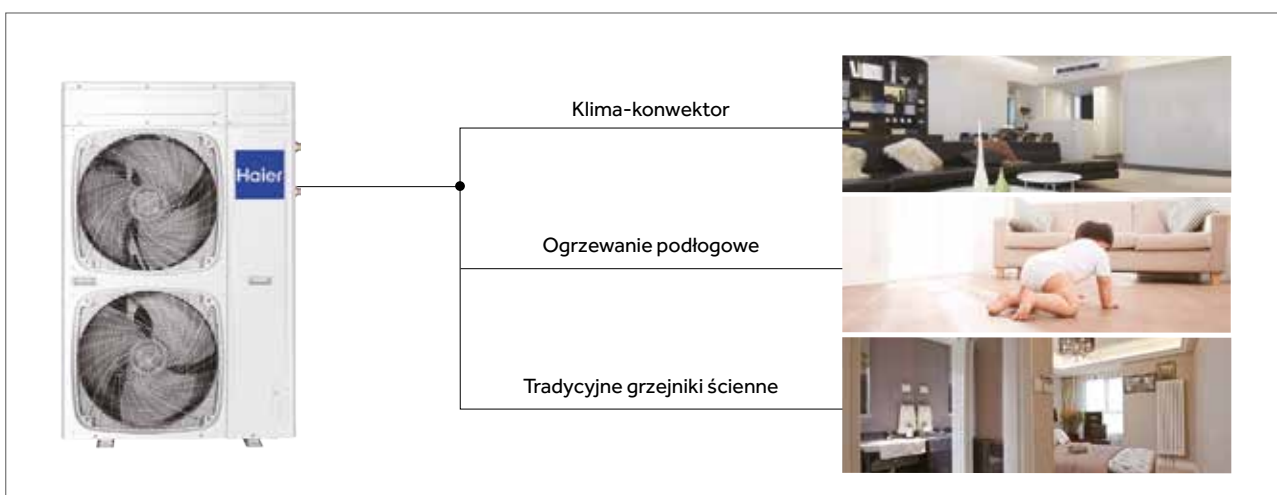 Haier
Klima-konwektor
Ogrzewanie podłogowe
Tradycyjne grzejniki ścienne